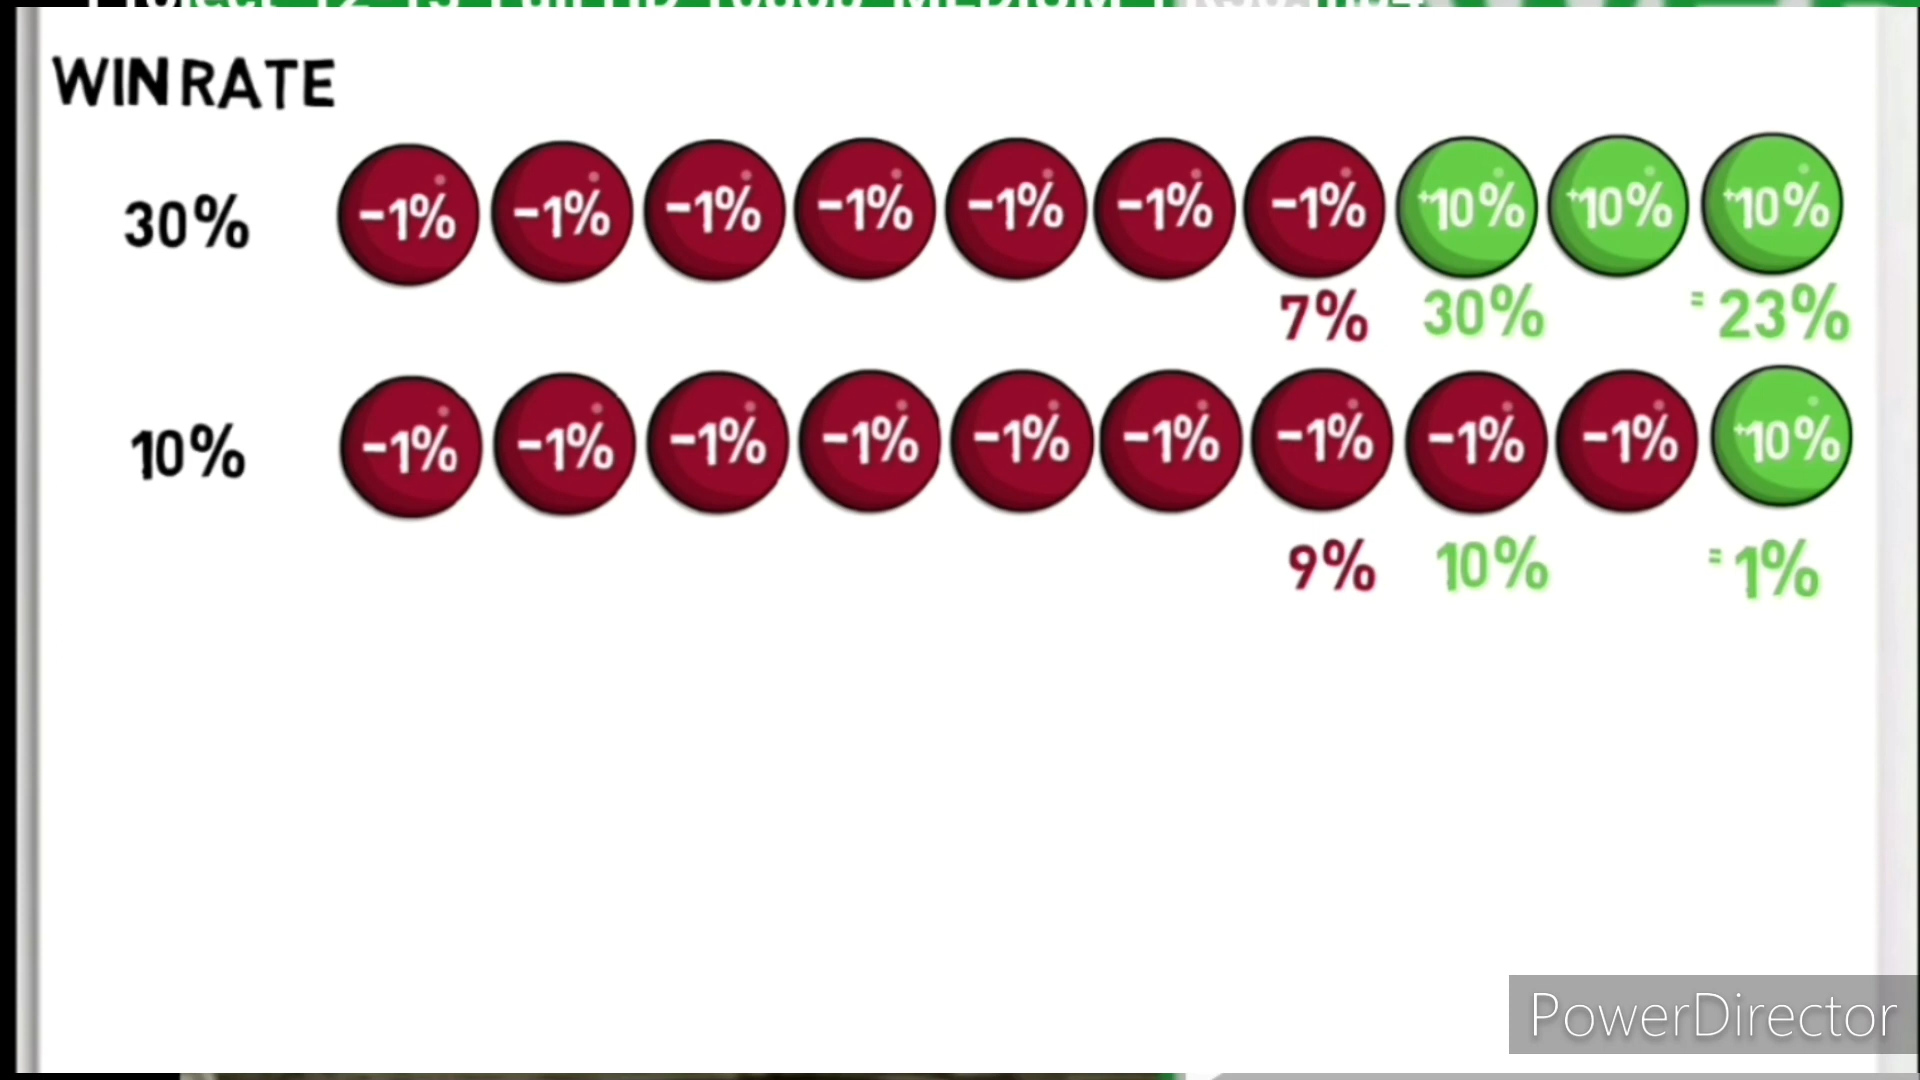 WIN RATE
30% -1% -1% -1% -1% -1% -1% -1% +10% +10% +10%
7% 30% = 23%
10% -1% -1% -1% -1% -1% -1% -1% -1% -1% +10%
9% 10% = 1%
PowerDirector